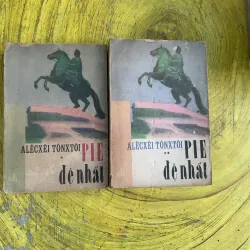 ALÊCXÊI TÔNXTÔI
PIE
*
đệ nhất
ALÊCXÊI TÔNXTÔI
PIE
**
đệ nhất